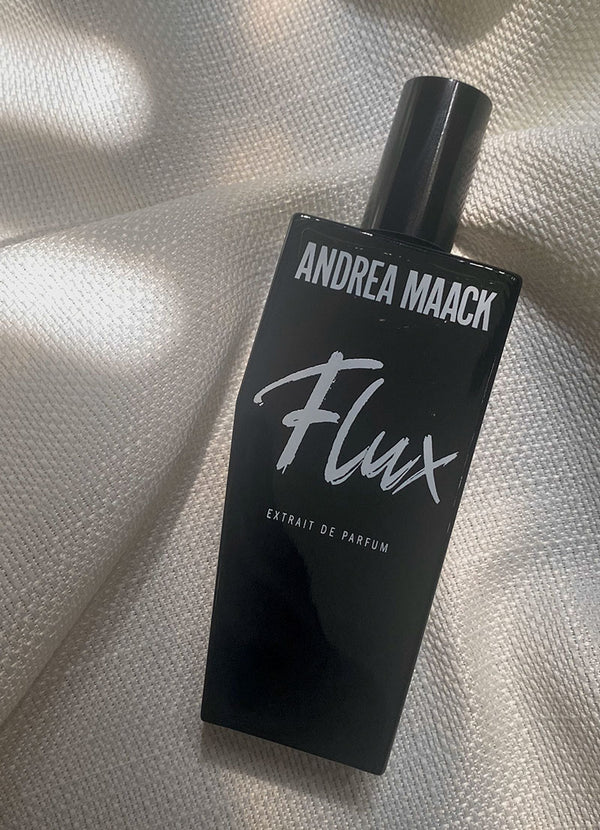 ANDREA MAACK
Flux
EXTRAIT DE PARFUM